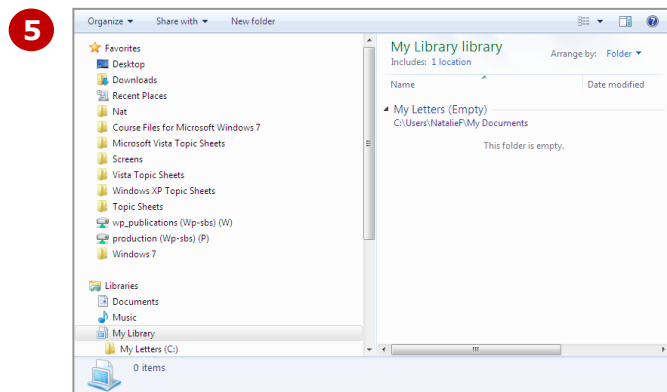 5
Organize Share with New folder
Favorites
Desktop
Downloads
Recent Places
Nat
Course Files for Microsoft Windows 7
Microsoft Vista Topic Sheets
Screens
Vista Topic Sheets
Windows XP Topic Sheets
Topic Sheets
wp_publications (Wp-sbs) (W)
production (Wp-sbs) (P)
Windows 7
Libraries
Documents
Music
My Library
My Letters (C:)
My Library library
Includes: 1 location
Arrange by: Folder
Name Date modified
My Letters (Empty)
C:\Users\NatalieF\My Documents
This folder is empty.
0 items